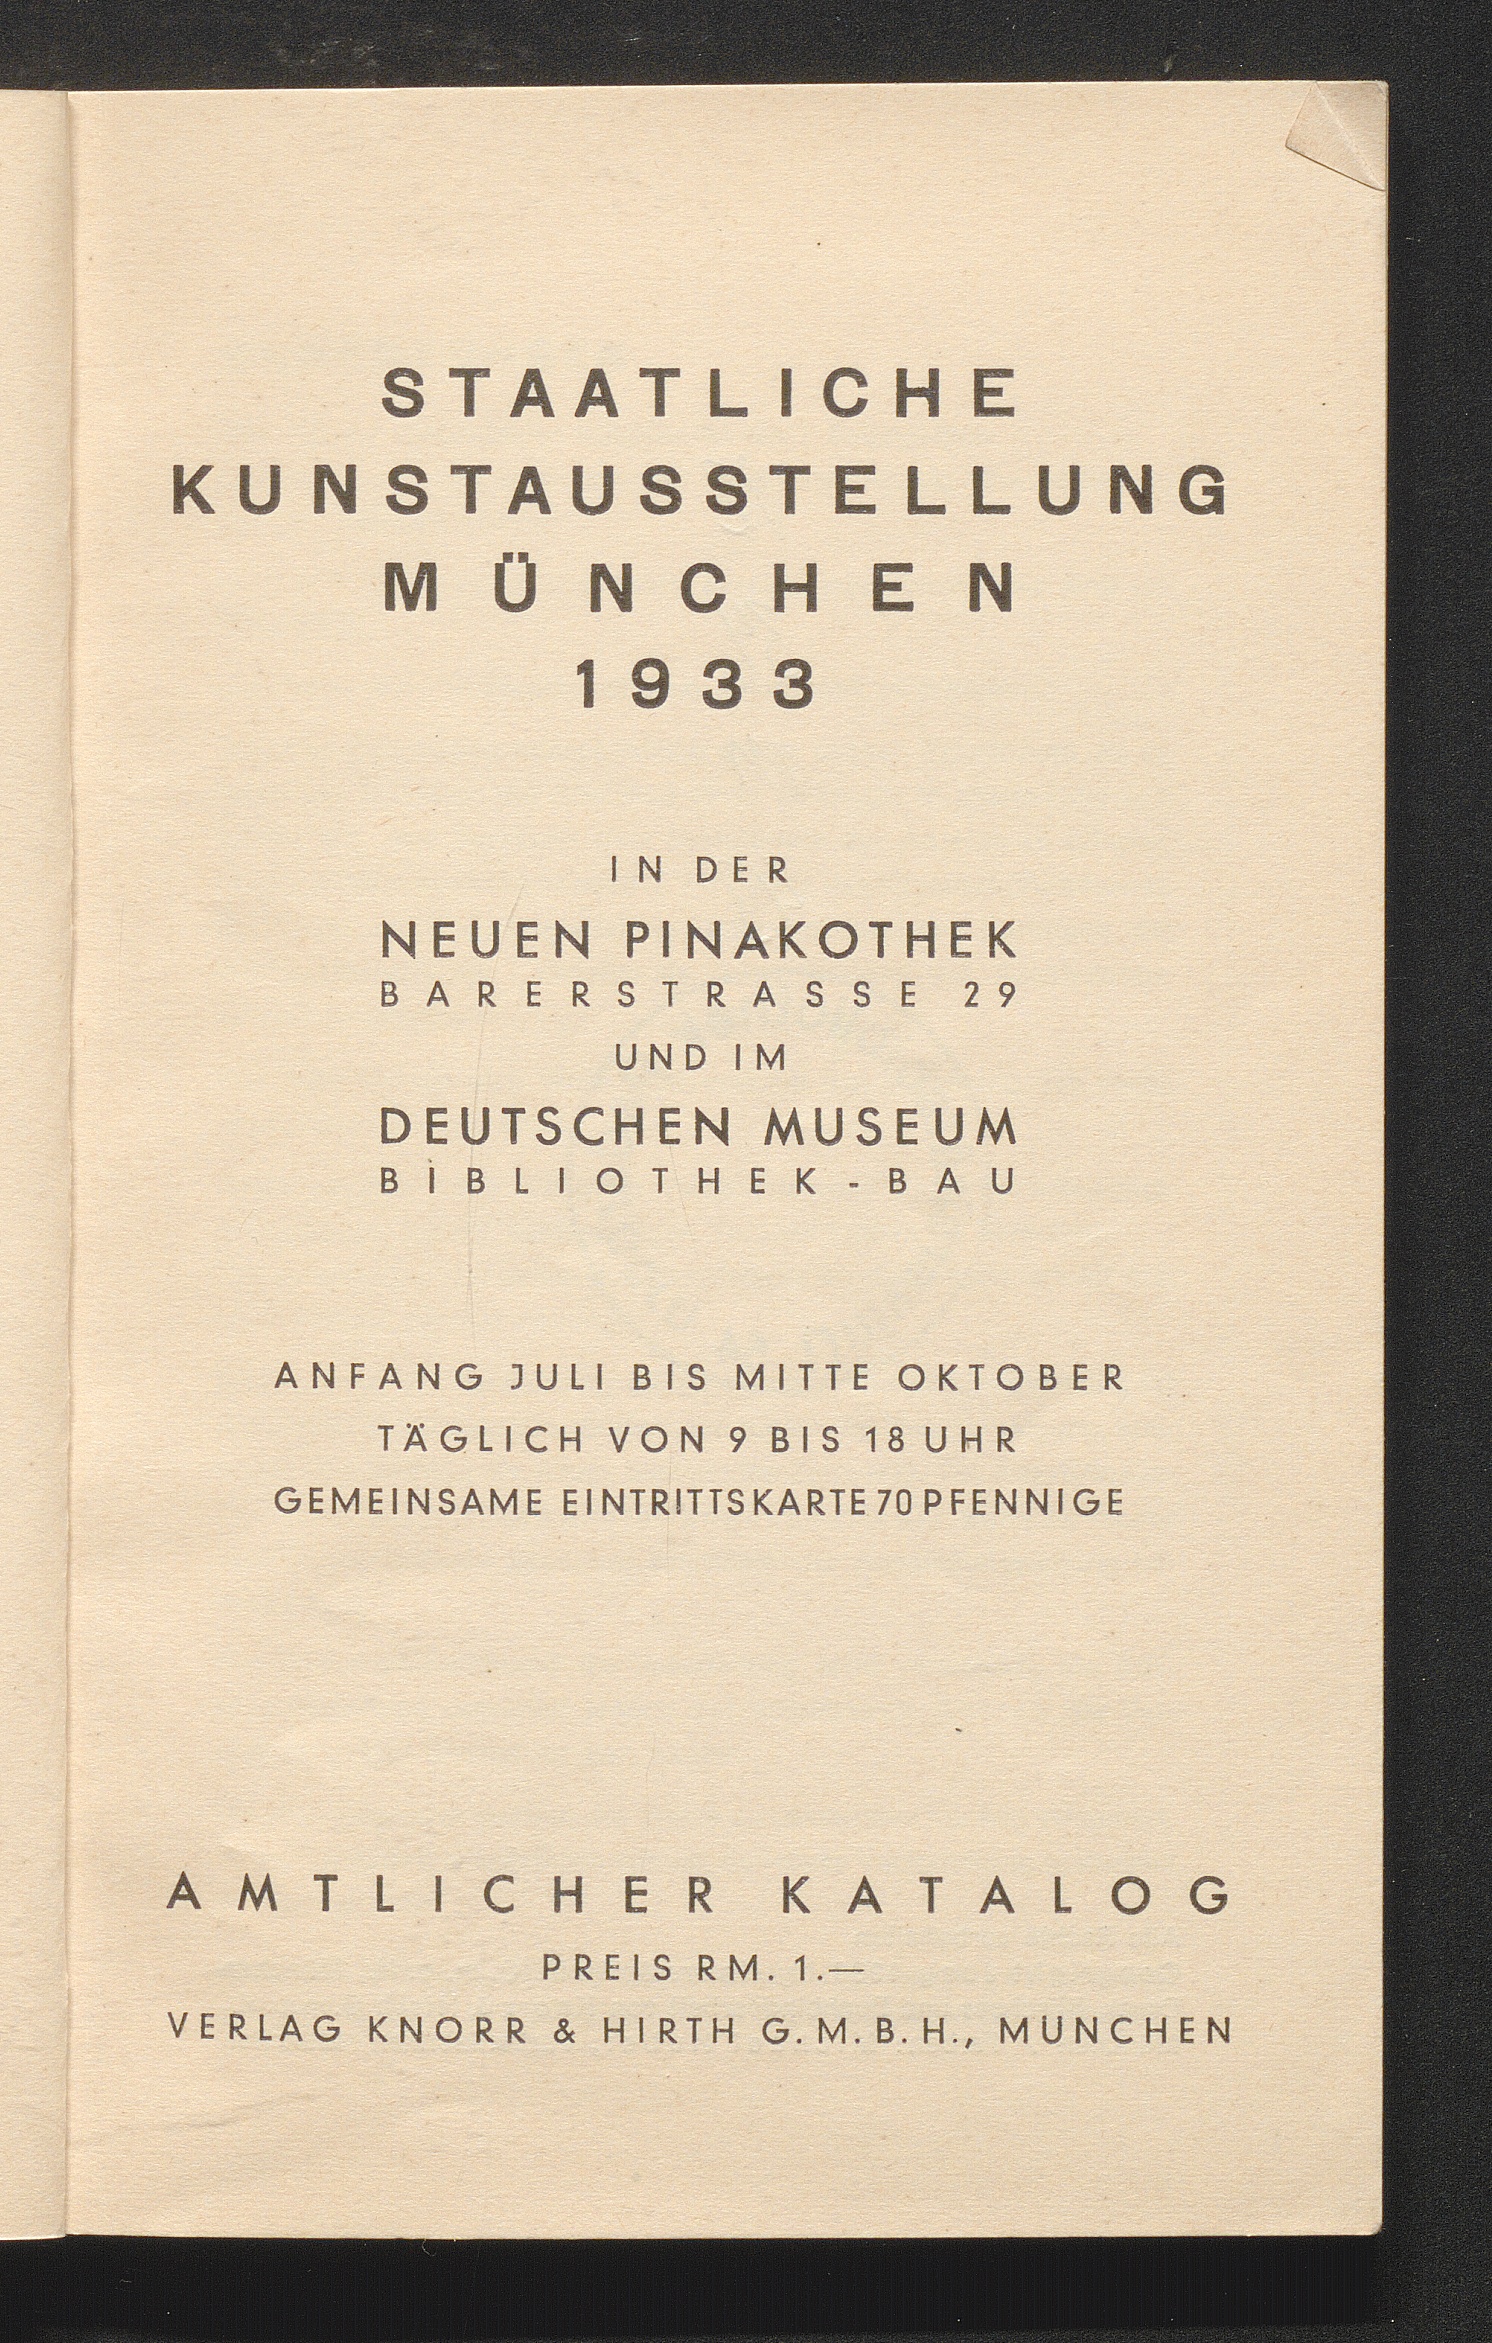 STAATLICHE
KUNSTAUSSTELLUNG
MÜNCHEN
1933
IN DER
NEUEN PINAKOTHEK
BARERSTRASSE 29
UND IM
DEUTSCHEN MUSEUM
BIBLIOTHEK-BAU
ANFANG JULI BIS MITTE OKTOBER
TÄGLICH VON 9 BIS 18 UHR
GEMEINSAME EINTRITTSKARTE 70 PFENNIGE
AMTLICHER KATALOG
PREIS RM. 1.—
VERLAG KNORR & HIRTH G. M. B. H., MÜNCHEN